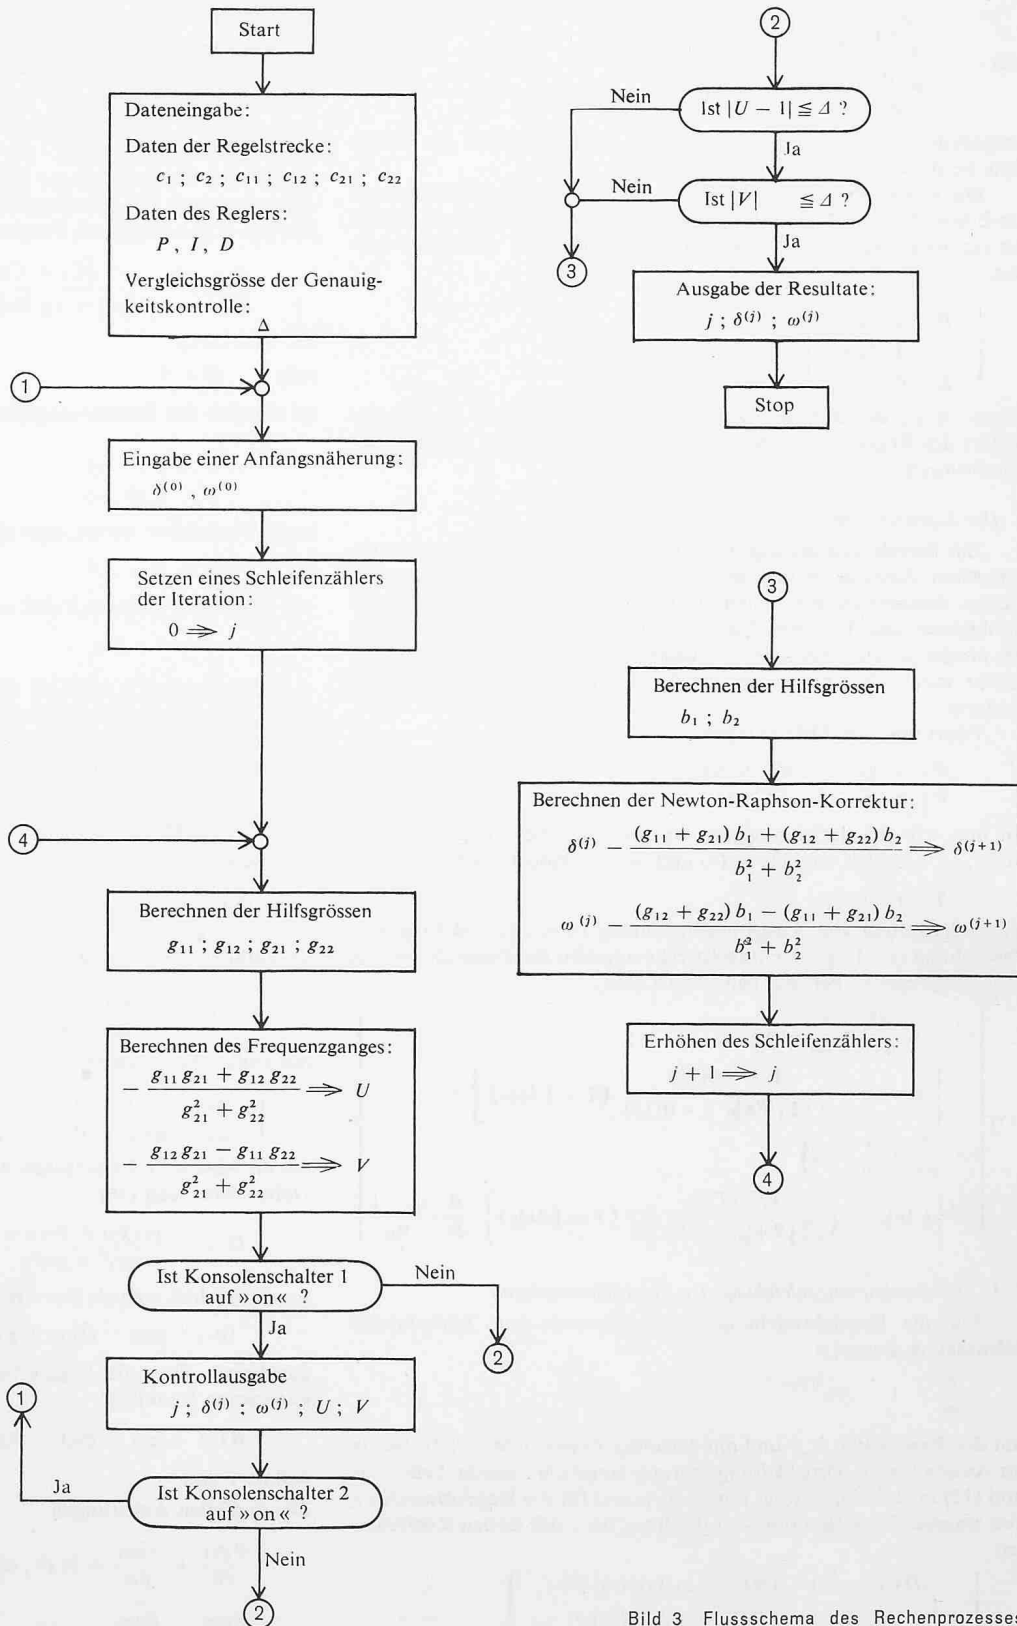 Start
Dateneingabe:
Daten der Regelstrecke:
c₁ ; c₂ ; c₁₁ ; c₁₂ ; c₂₁ ; c₂₂
Daten des Reglers:
P, I, D
Vergleichsgrösse der Genauig-
keitskontrolle:
Δ
1
Eingabe einer Anfangsnäherung:
δ⁽⁰⁾ , ω⁽⁰⁾
Setzen eines Schleifenzählers
der Iteration:
0 ⇒ j
4
Berechnen der Hilfsgrössen
g₁₁ ; g₁₂ ; g₂₁ ; g₂₂
Berechnen des Frequenzganges:
− (g₁₁ g₂₁ + g₁₂ g₂₂) / (g₂₁² + g₂₂²) ⇒ U
− (g₁₂ g₂₁ − g₁₁ g₂₂) / (g₂₁² + g₂₂²) ⇒ V
Ist Konsolenschalter 1
auf »on« ?
Nein
2
Ja
Kontrollausgabe
j ; δ⁽ʲ⁾ ; ω⁽ʲ⁾ ; U ; V
1
Ja
Ist Konsolenschalter 2
auf »on« ?
Nein
2
2
Nein
Ist |U − 1| ≦ Δ ?
Ja
Nein
Ist |V| ≦ Δ ?
3
Ja
Ausgabe der Resultate:
j ; δ⁽ʲ⁾ ; ω⁽ʲ⁾
Stop
3
Berechnen der Hilfsgrössen
b₁ ; b₂
Berechnen der Newton-Raphson-Korrektur:
δ⁽ʲ⁾ − ((g₁₁ + g₂₁) b₁ + (g₁₂ + g₂₂) b₂) / (b₁² + b₂²) ⇒ δ⁽ʲ⁺¹⁾
ω⁽ʲ⁾ − ((g₁₂ + g₂₂) b₁ − (g₁₁ + g₂₁) b₂) / (b₁² + b₂²) ⇒ ω⁽ʲ⁺¹⁾
Erhöhen des Schleifenzählers:
j + 1 ⇒ j
4
Bild 3 Flussschema des Rechenprozesses